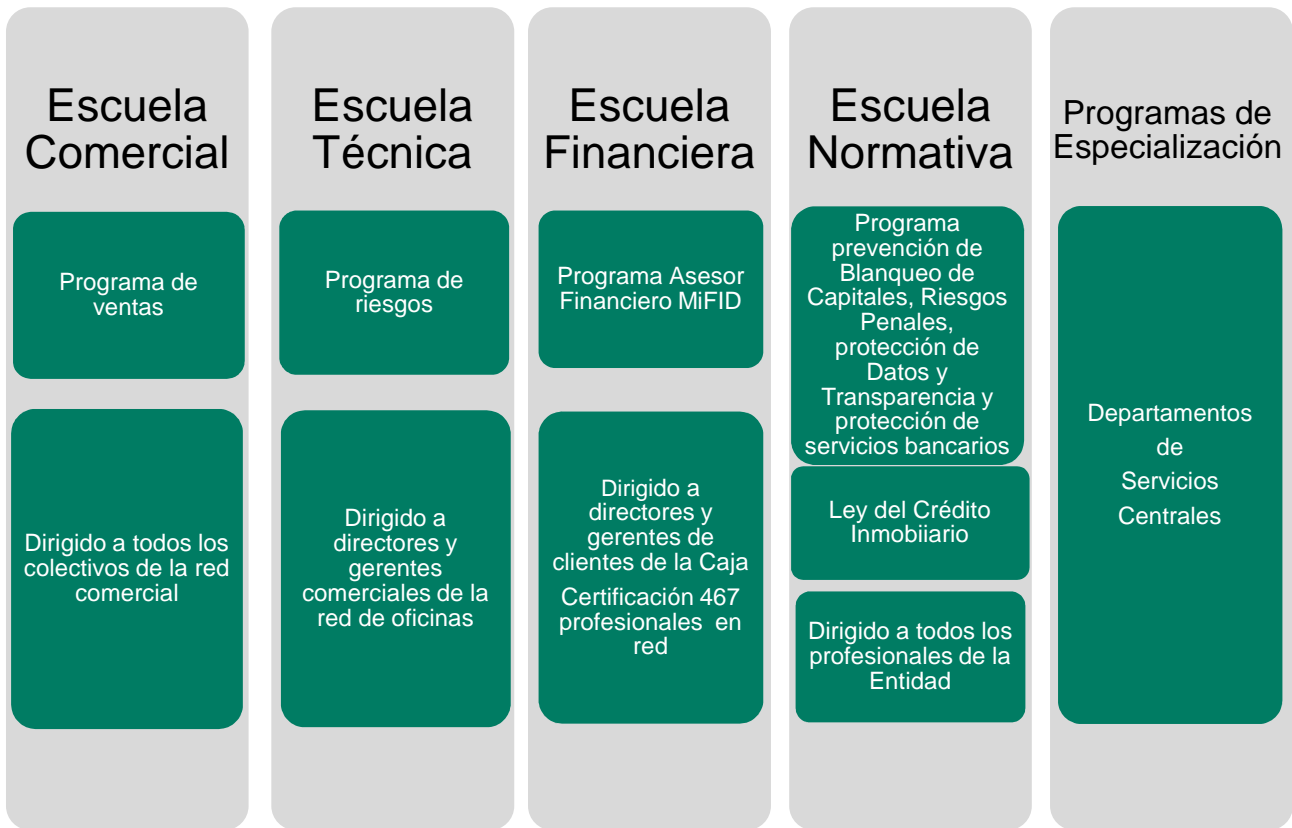 Escuela
Comercial
Programa de
ventas
Dirigido a todos los
colectivos de la red
comercial
Escuela
Técnica
Programa de
riesgos
Dirigido a
directores y
gerentes
comerciales de la
red de oficinas
Escuela
Financiera
Programa Asesor
Financiero MiFID
Dirigido a
directores y
gerentes de
clientes de la Caja
Certificación 467
profesionales en
red
Escuela
Normativa
Programa
prevención de
Blanqueo de
Capitales, Riesgos
Penales,
protección de
Datos y
Transparencia y
protección de
servicios bancarios
Ley del Crédito
Inmobiiario
Dirigido a todos los
profesionales de la
Entidad
Programas de
Especialización
Departamentos
de
Servicios
Centrales